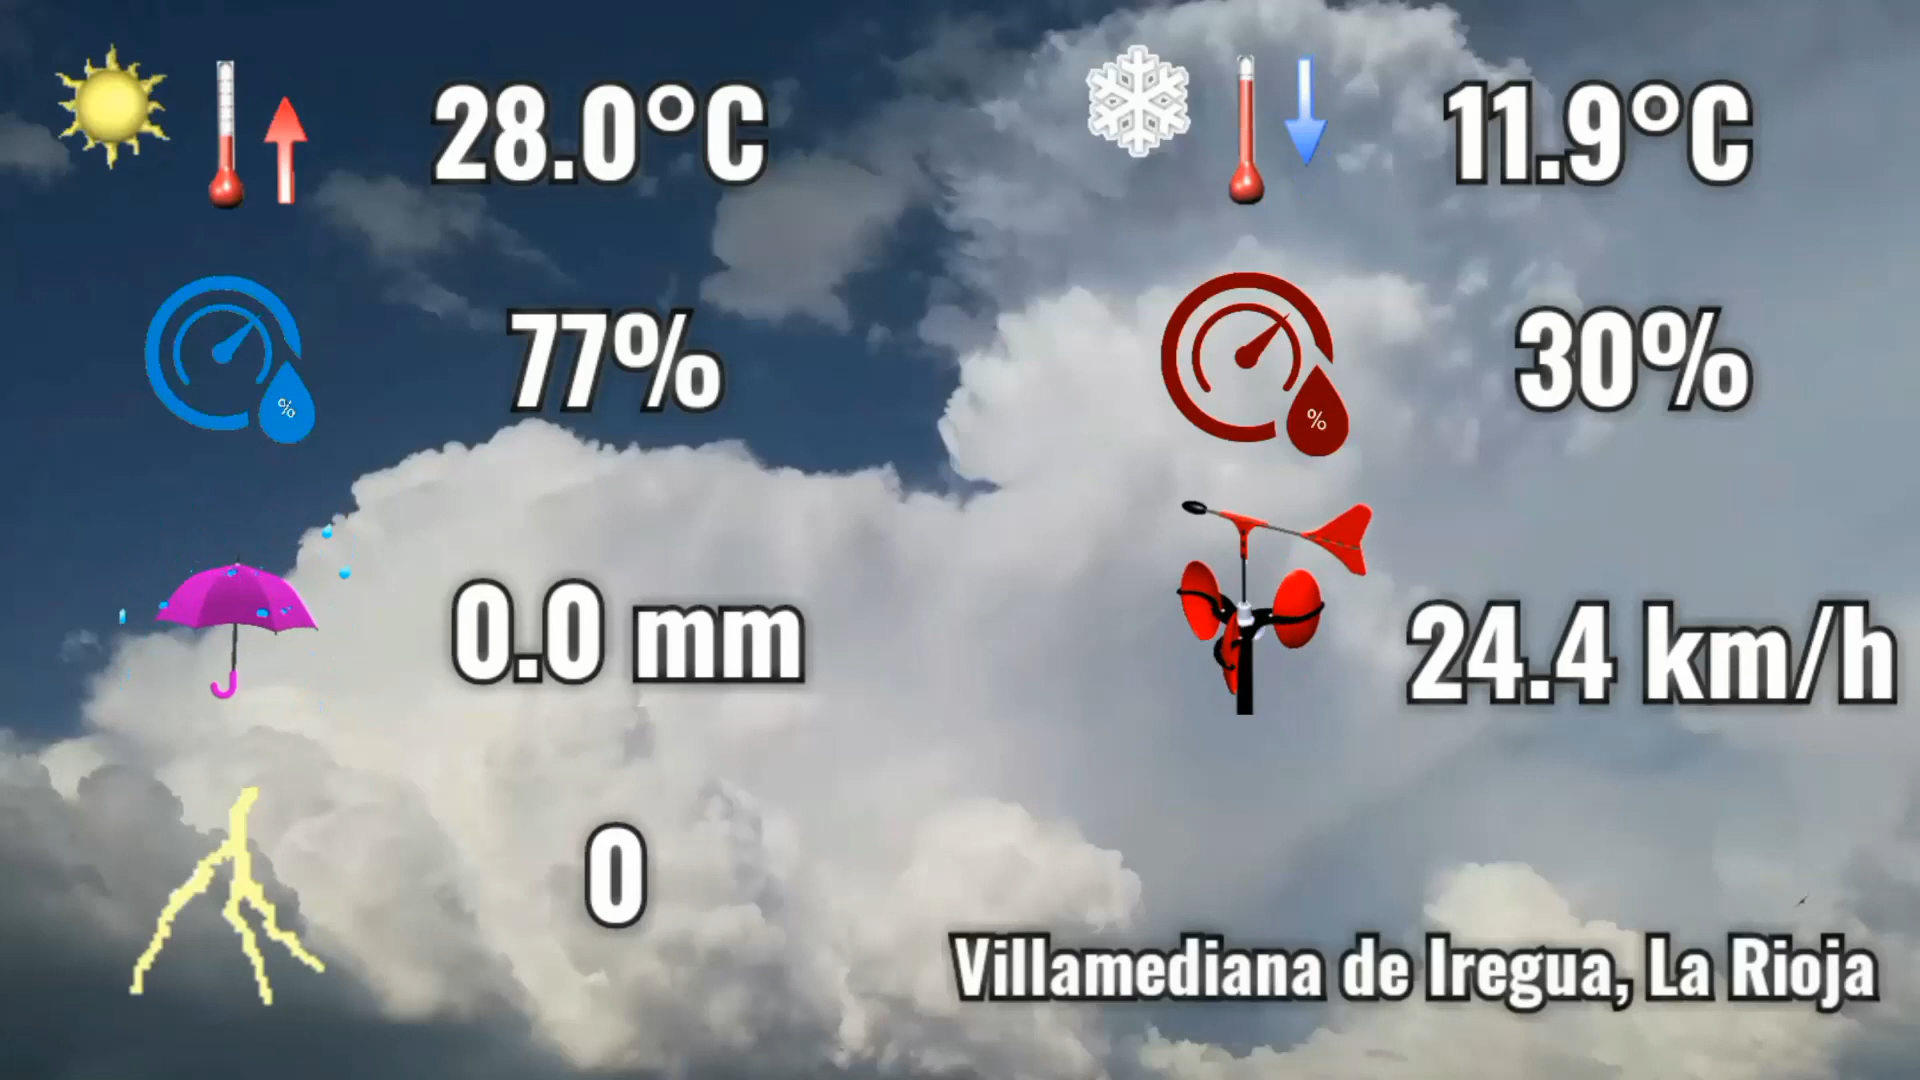 28.0°C
11.9°C
77%
30%
%
%
0.0 mm
24.4 km/h
0
Villamediana de Iregua, La Rioja